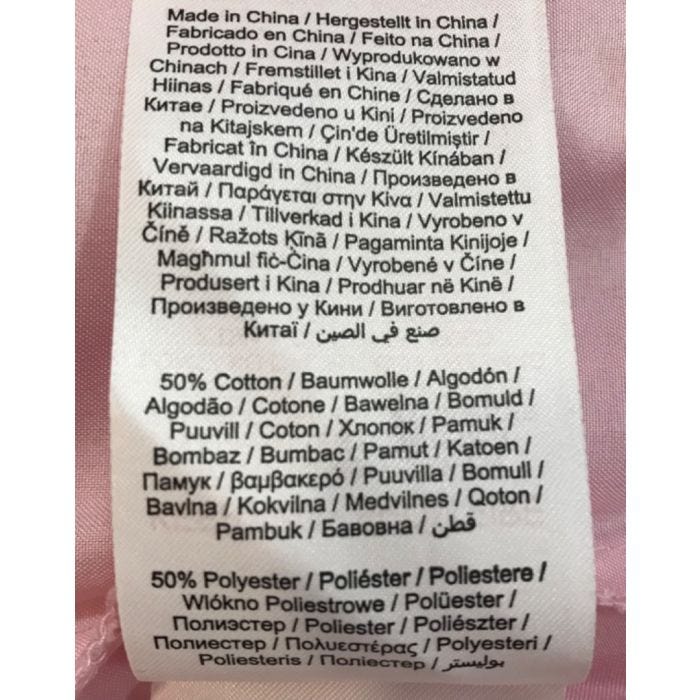 Made in China / Hergestellt in China /
Fabricado en China / Feito na China /
Prodotto in Cina / Wyprodukowano w
Chinach / Fremstillet i Kina / Valmistatud
Hiinas / Fabriqué en Chine / Сделано в
Китае / Proizvedeno u Kini / Proizvedeno
na Kitajskem / Çin'de Üretilmiştir /
Fabricat în China / Készült Kínában /
Vervaardigd in China / Произведено в
Китай / Παράγεται στην Κίνα / Valmistettu
Kiinassa / Tillverkad i Kina / Vyrobeno v
Číně / Ražots Ķīnā / Pagaminta Kinijoje /
Magħmul fiċ-Ċina / Vyrobené v Číne /
Produsert i Kina / Prodhuar në Kinë /
Произведено у Кини / Виготовлено в
Китаї / صنع في الصين
50% Cotton / Baumwolle / Algodón /
Algodão / Cotone / Bawełna / Bomuld /
Puuvill / Coton / Хлопок / Pamuk /
Bombaž / Bumbac / Pamut / Katoen /
Памук / βαμβακερό / Puuvilla / Bomull /
Bavlna / Kokvilna / Medvilnes / Qoton /
Pambuk / Бавовна / قطن
50% Polyester / Poliéster / Poliestere /
Włókno Poliestrowe / Polüester /
Полиэстер / Poliester / Poliészter /
Полиестер / Πολυεστέρας / Polyesteri /
Poliesteris / Поліестер / بوليستر